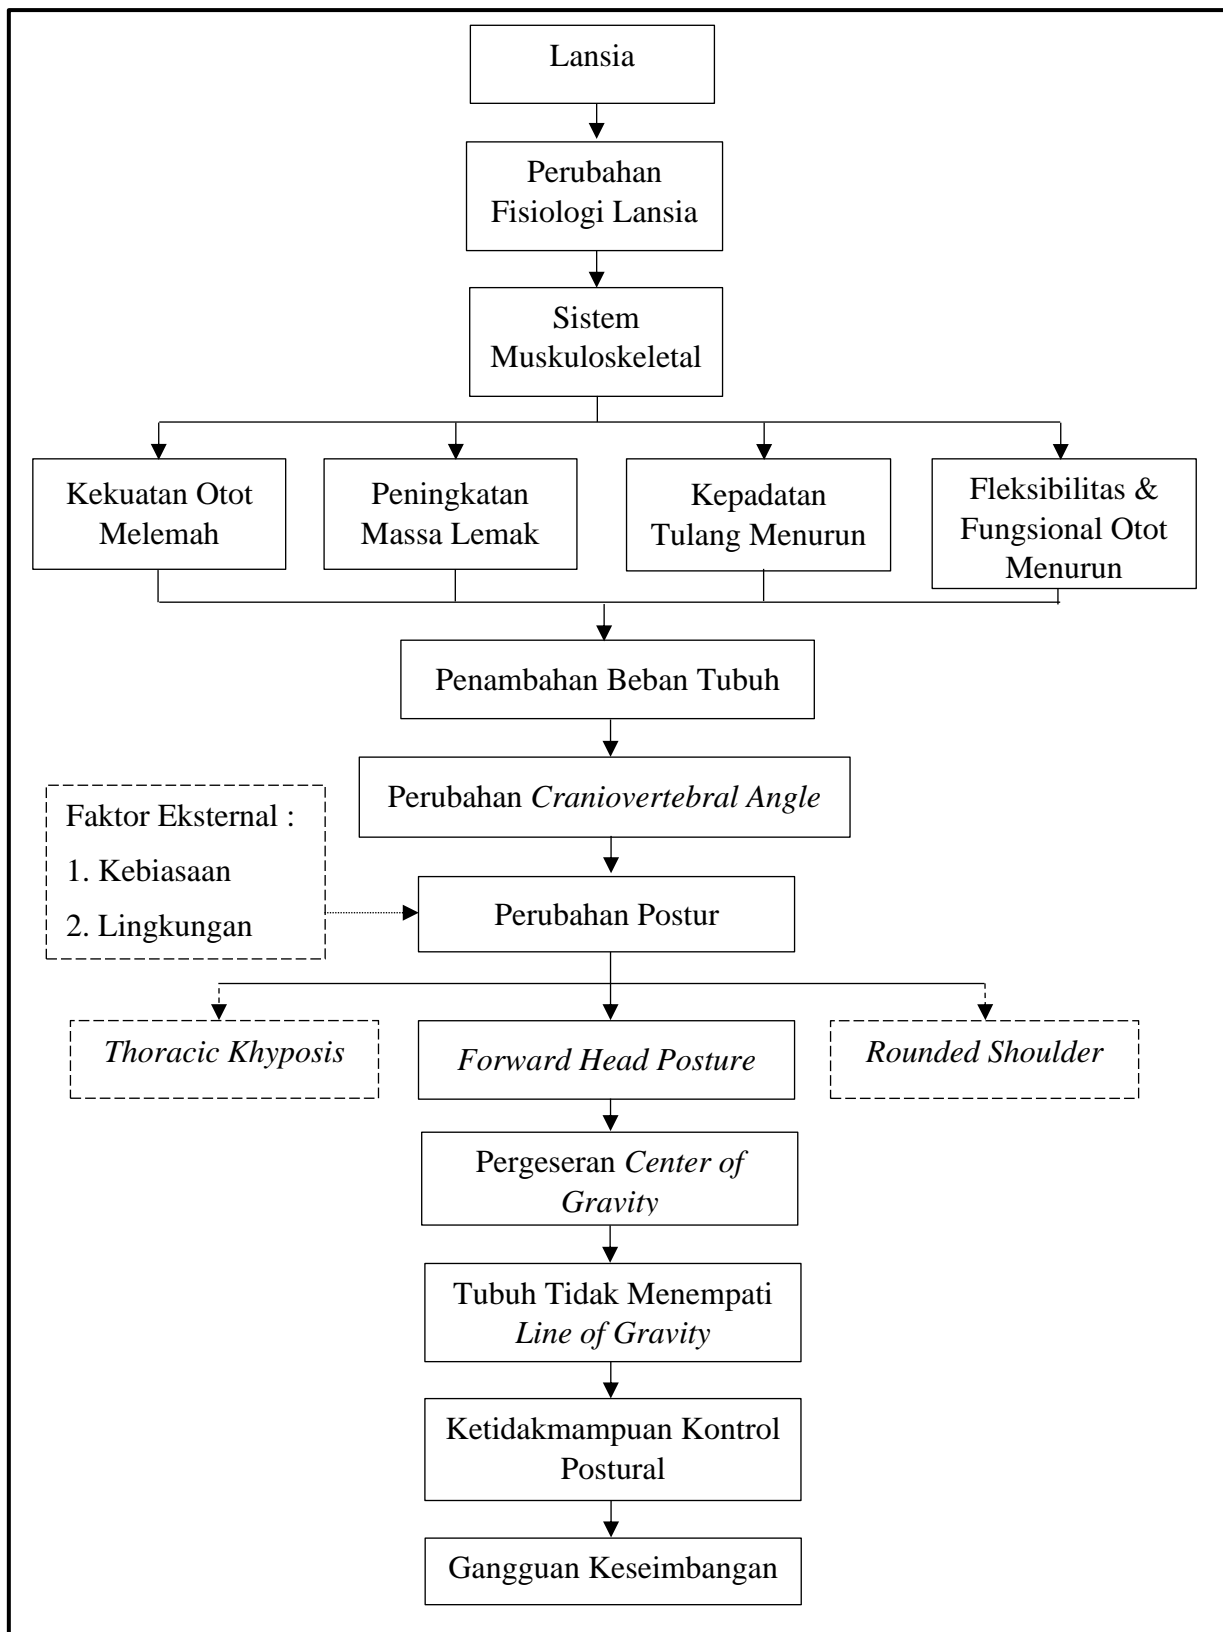 Lansia
Perubahan
Fisiologi Lansia
Sistem
Muskuloskeletal
Kekuatan Otot
Melemah
Peningkatan
Massa Lemak
Kepadatan
Tulang Menurun
Fleksibilitas &
Fungsional Otot
Menurun
Penambahan Beban Tubuh
Perubahan Craniovertebral Angle
Faktor Eksternal :
1. Kebiasaan
2. Lingkungan
Perubahan Postur
Thoracic Khyposis
Forward Head Posture
Rounded Shoulder
Pergeseran Center of
Gravity
Tubuh Tidak Menempati
Line of Gravity
Ketidakmampuan Kontrol
Postural
Gangguan Keseimbangan